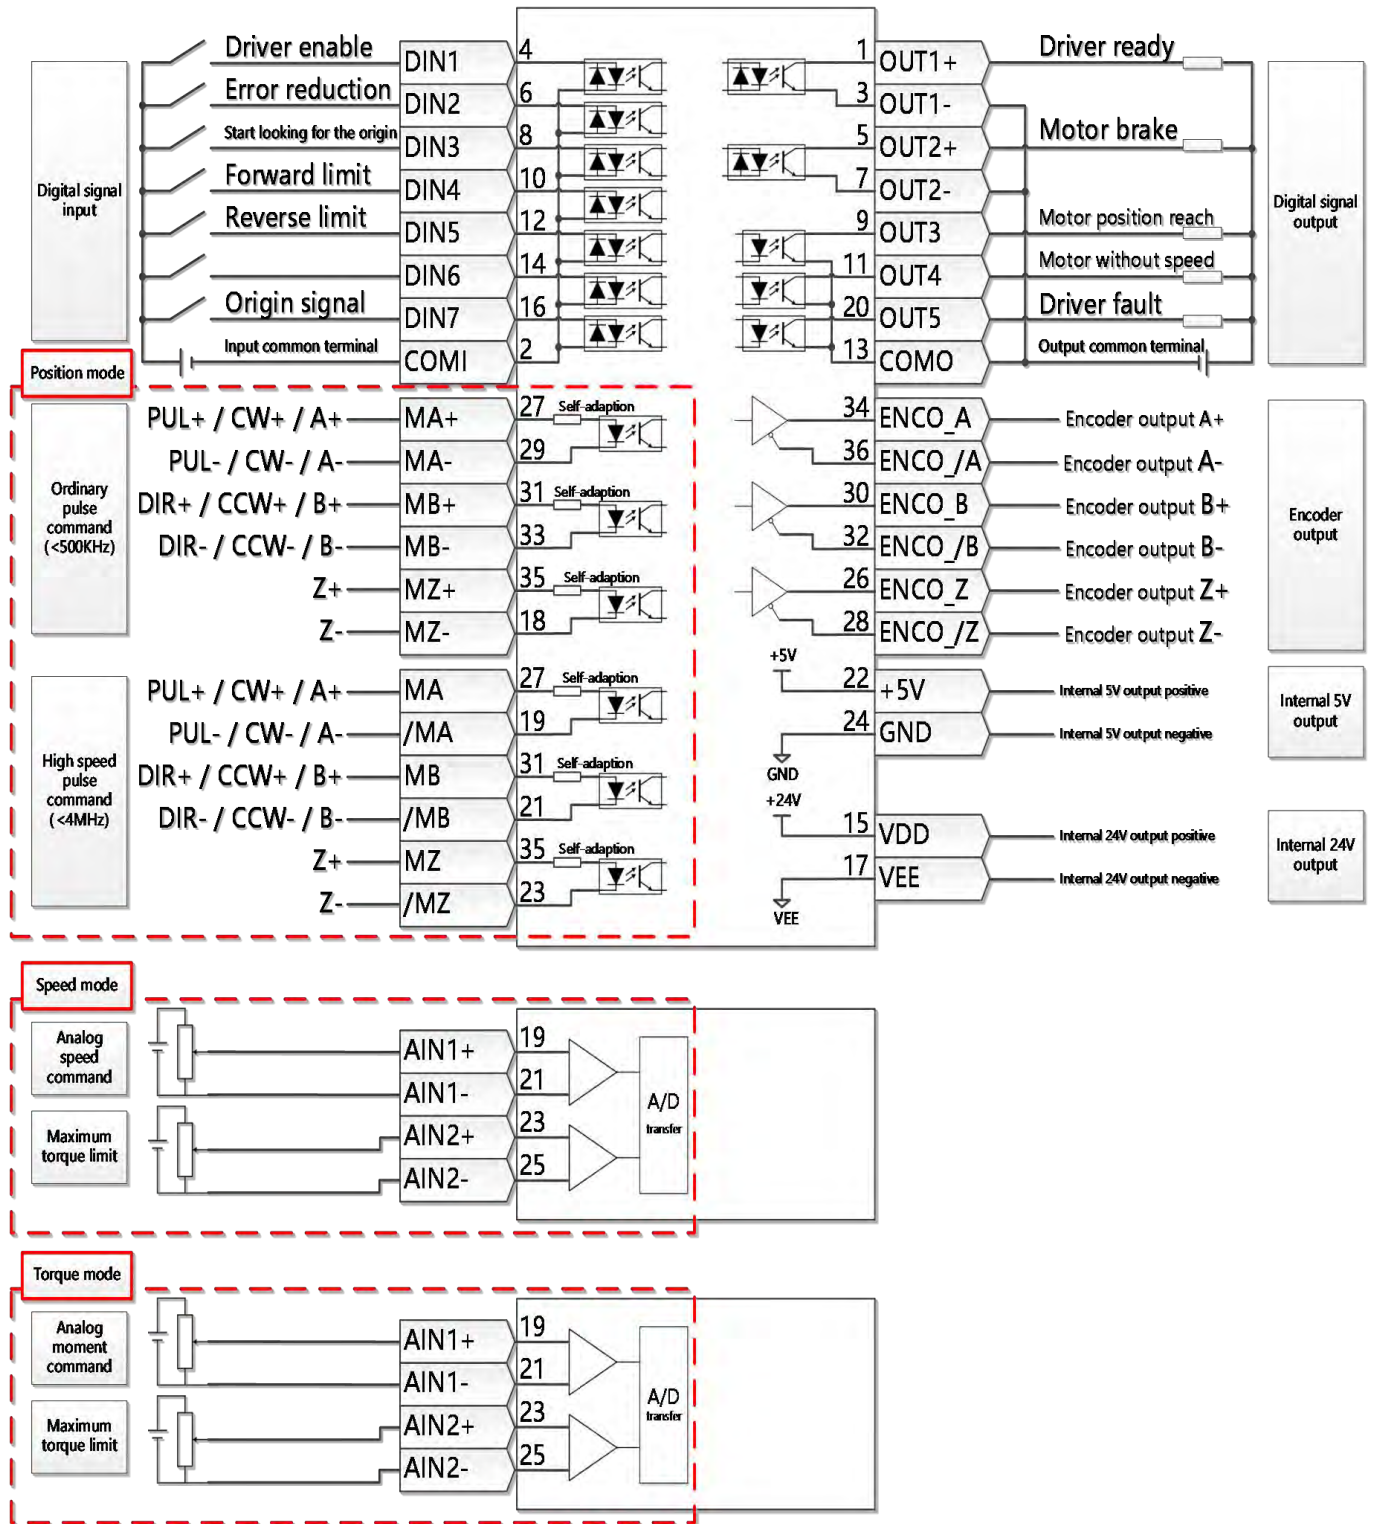 Digital signal
input
Driver enable
DIN1
4
Error reduction
DIN2
6
Start looking for the origin
DIN3
8
Forward limit
DIN4
10
Reverse limit
DIN5
12
DIN6
14
Origin signal
DIN7
16
Input common terminal
COMI
2
1
OUT1+
Driver ready
3
OUT1-
5
OUT2+
Motor brake
7
OUT2-
9
OUT3
Motor position reach
11
OUT4
Motor without speed
20
OUT5
Driver fault
13
COMO
Output common terminal
Digital signal
output
Position mode
Ordinary
pulse
command
(<500KHz)
PUL+ / CW+ / A+
MA+
27
Self-adaption
PUL- / CW- / A-
MA-
29
DIR+ / CCW+ / B+
MB+
31
Self-adaption
DIR- / CCW- / B-
MB-
33
Z+
MZ+
35
Self-adaption
Z-
MZ-
18
High speed
pulse
command
(<4MHz)
PUL+ / CW+ / A+
MA
27
Self-adaption
PUL- / CW- / A-
/MA
19
DIR+ / CCW+ / B+
MB
31
Self-adaption
DIR- / CCW- / B-
/MB
21
Z+
MZ
35
Self-adaption
Z-
/MZ
23
34
ENCO_A
Encoder output A+
36
ENCO_/A
Encoder output A-
30
ENCO_B
Encoder output B+
32
ENCO_/B
Encoder output B-
26
ENCO_Z
Encoder output Z+
28
ENCO_/Z
Encoder output Z-
Encoder
output
+5V
22
+5V
Internal 5V output positive
24
GND
Internal 5V output negative
GND
Internal 5V
output
+24V
15
VDD
Internal 24V output positive
17
VEE
Internal 24V output negative
VEE
Internal 24V
output
Speed mode
Analog
speed
command
Maximum
torque limit
AIN1+
19
AIN1-
21
AIN2+
23
AIN2-
25
A/D
transfer
Torque mode
Analog
moment
command
Maximum
torque limit
AIN1+
19
AIN1-
21
AIN2+
23
AIN2-
25
A/D
transfer